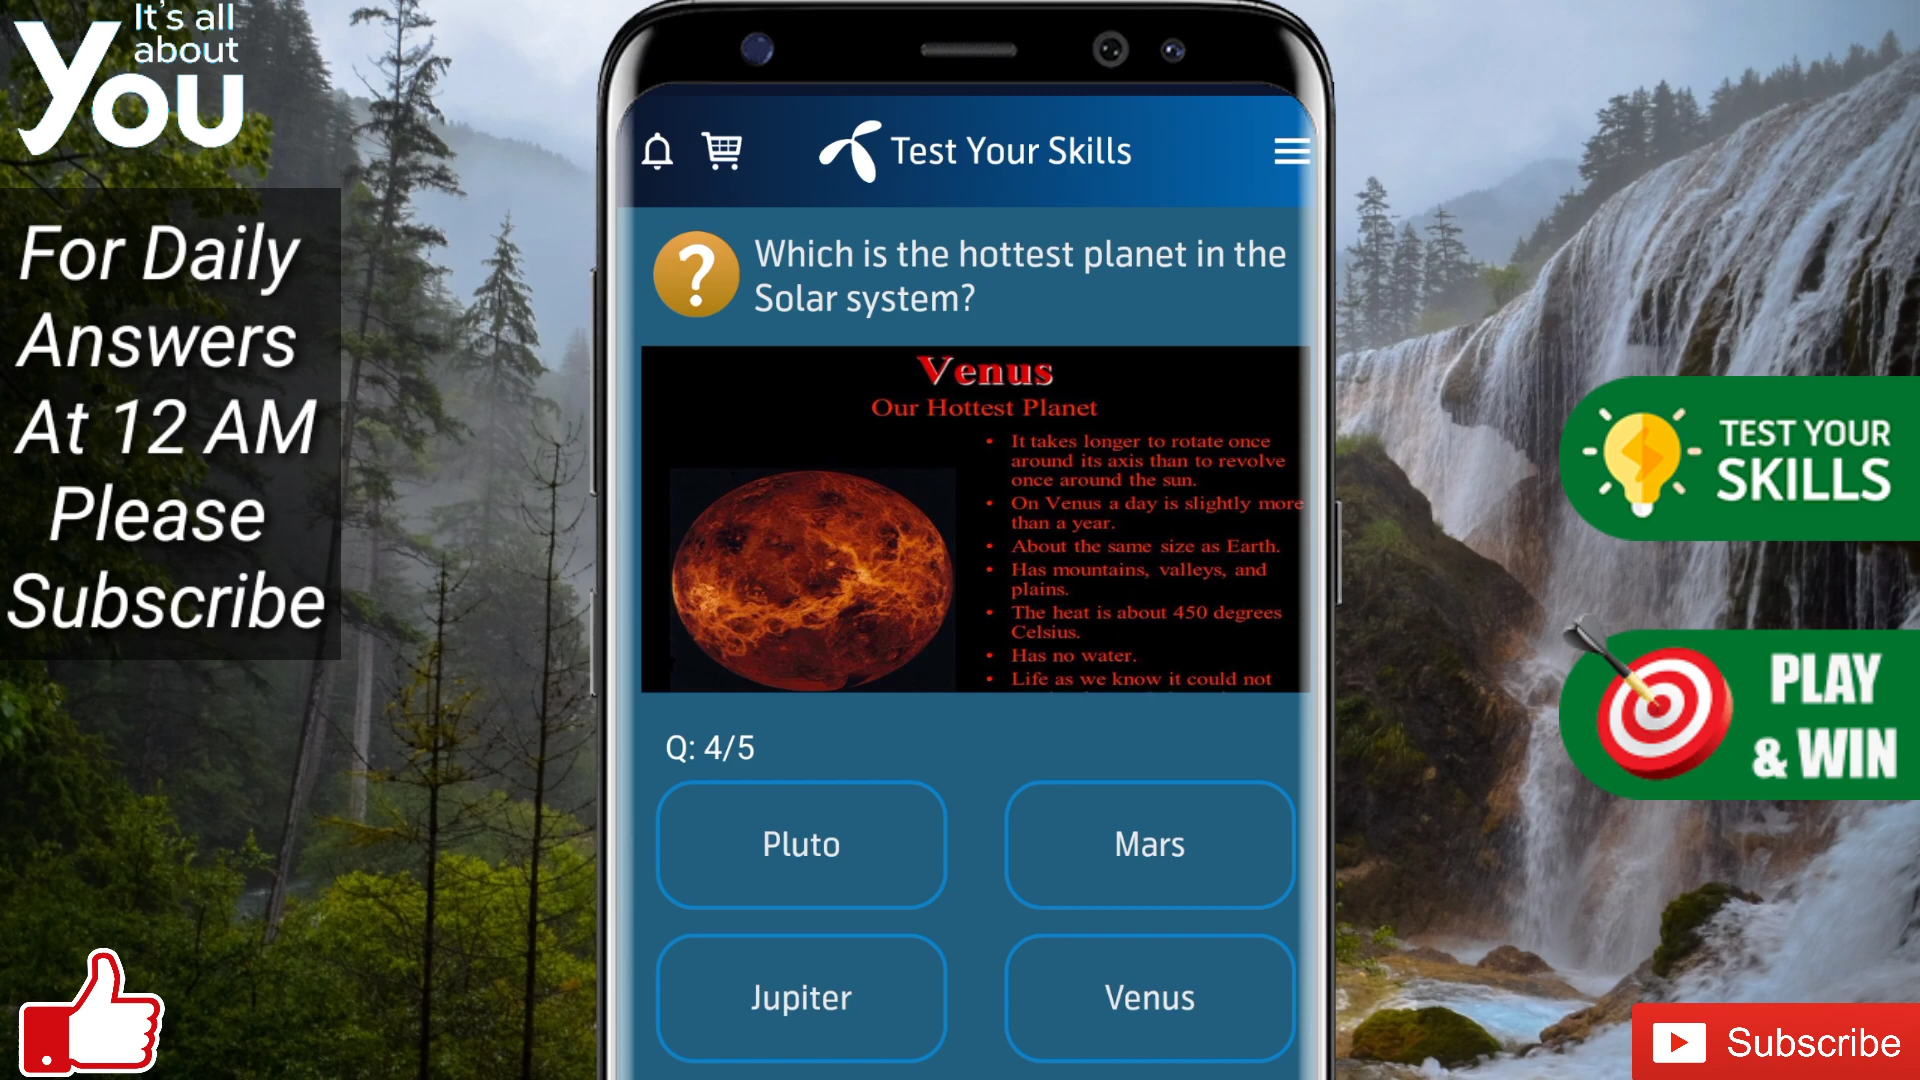 It's all
about
You
For Daily
Answers
At 12 AM
Please
Subscribe
Test Your Skills
?
Which is the hottest planet in the
Solar system?
Venus
Our Hottest Planet
• It takes longer to rotate once
around its axis than to revolve
once around the sun.
• On Venus a day is slightly more
than a year.
• About the same size as Earth.
• Has mountains, valleys, and
plains.
• The heat is about 450 degrees
Celsius.
• Has no water.
• Life as we know it could not
Q: 4/5
Pluto
Mars
Jupiter
Venus
TEST YOUR
SKILLS
PLAY
& WIN
Subscribe